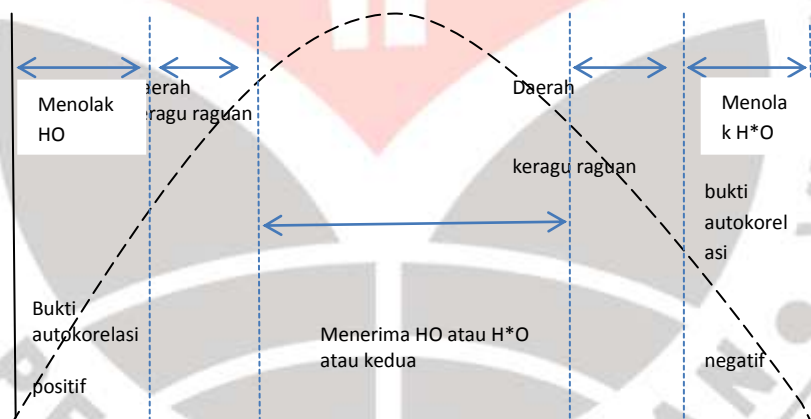 Menolak
HO
aerah
eragu raguan
Daerah
keragu raguan
Menola
k H*O
bukti
autokorel
asi
negatif
Bukti
autokorelasi
positif
Menerima HO atau H*O
atau kedua